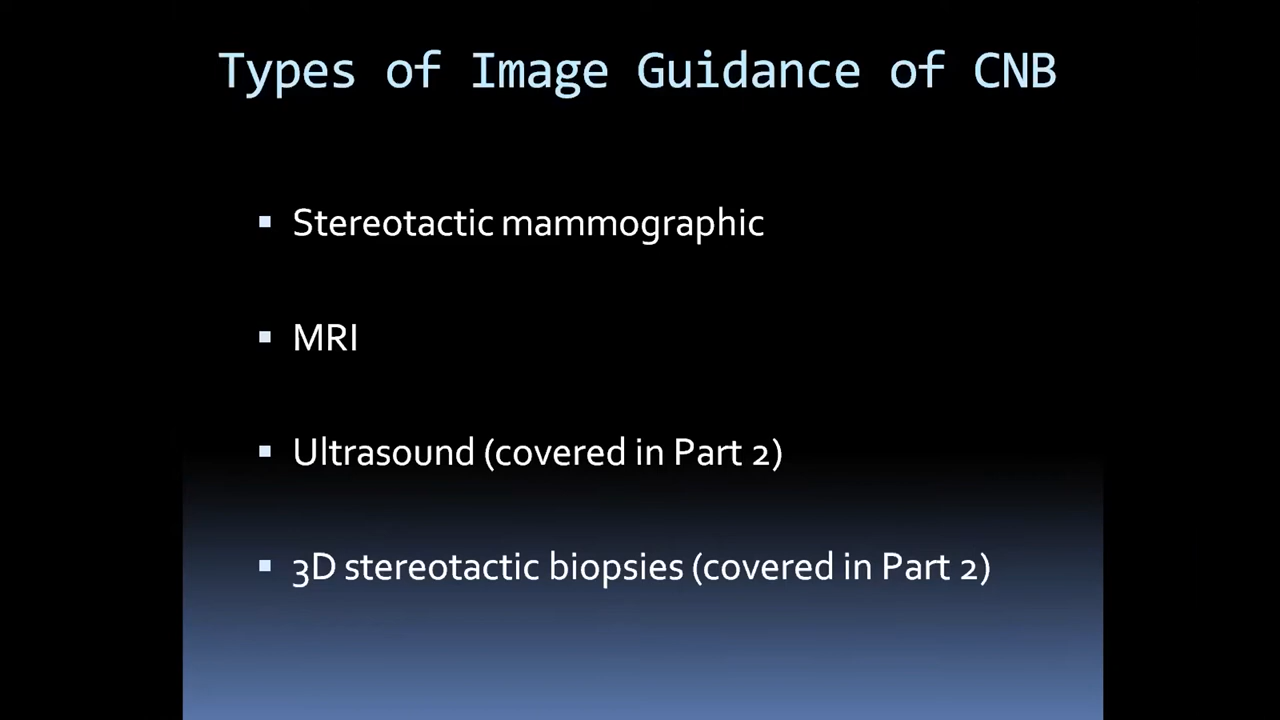 Types of Image Guidance of CNB
▪ Stereotactic mammographic
▪ MRI
▪ Ultrasound (covered in Part 2)
▪ 3D stereotactic biopsies (covered in Part 2)